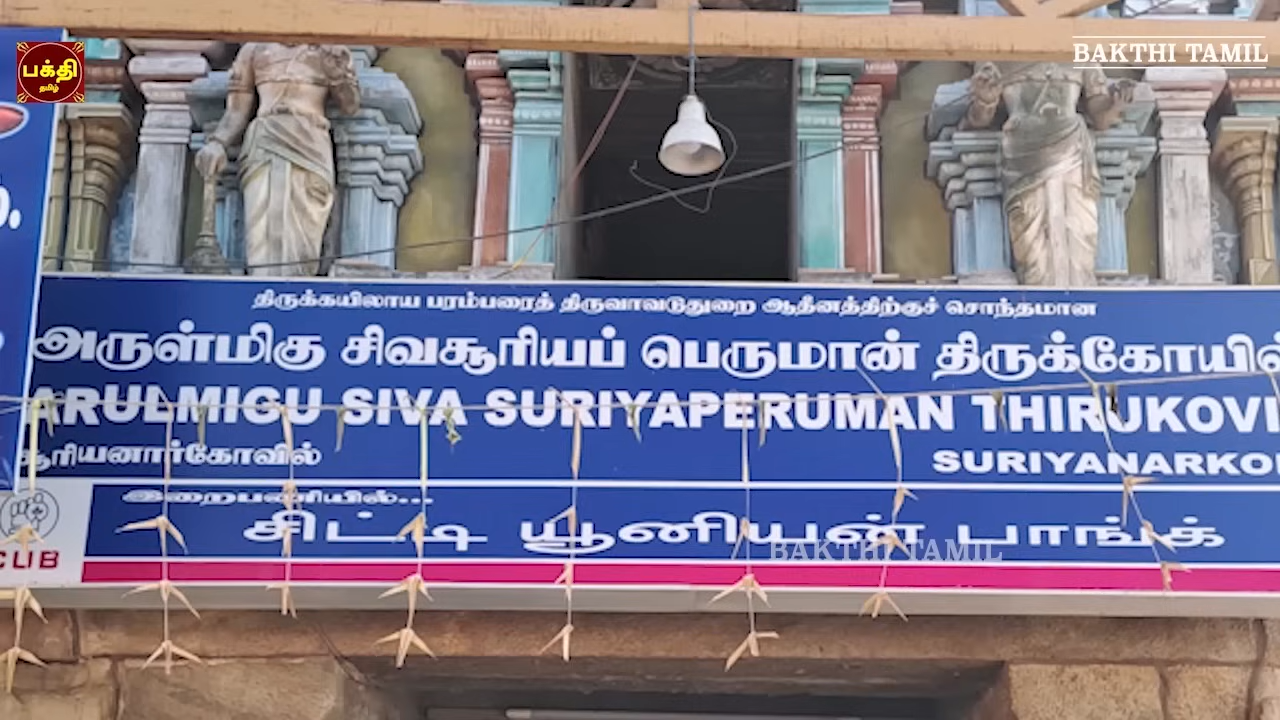 பக்தி
தமிழ்
BAKTHI TAMIL
திருக்கயிலாய பரம்பரைத் திருவாவடுதுறை ஆதீனத்திற்குச் சொந்தமான
அருள்மிகு சிவசூரியப் பெருமான் திருக்கோயில்
ARULMIGU SIVA SURIYAPERUMAN THIRUKOVI
சூரியனார்கோவில்
SURIYANARKO
இறைபணியில்...
சிட்டி யூனியன் பாங்க்
CUB
BAKTHI TAMIL